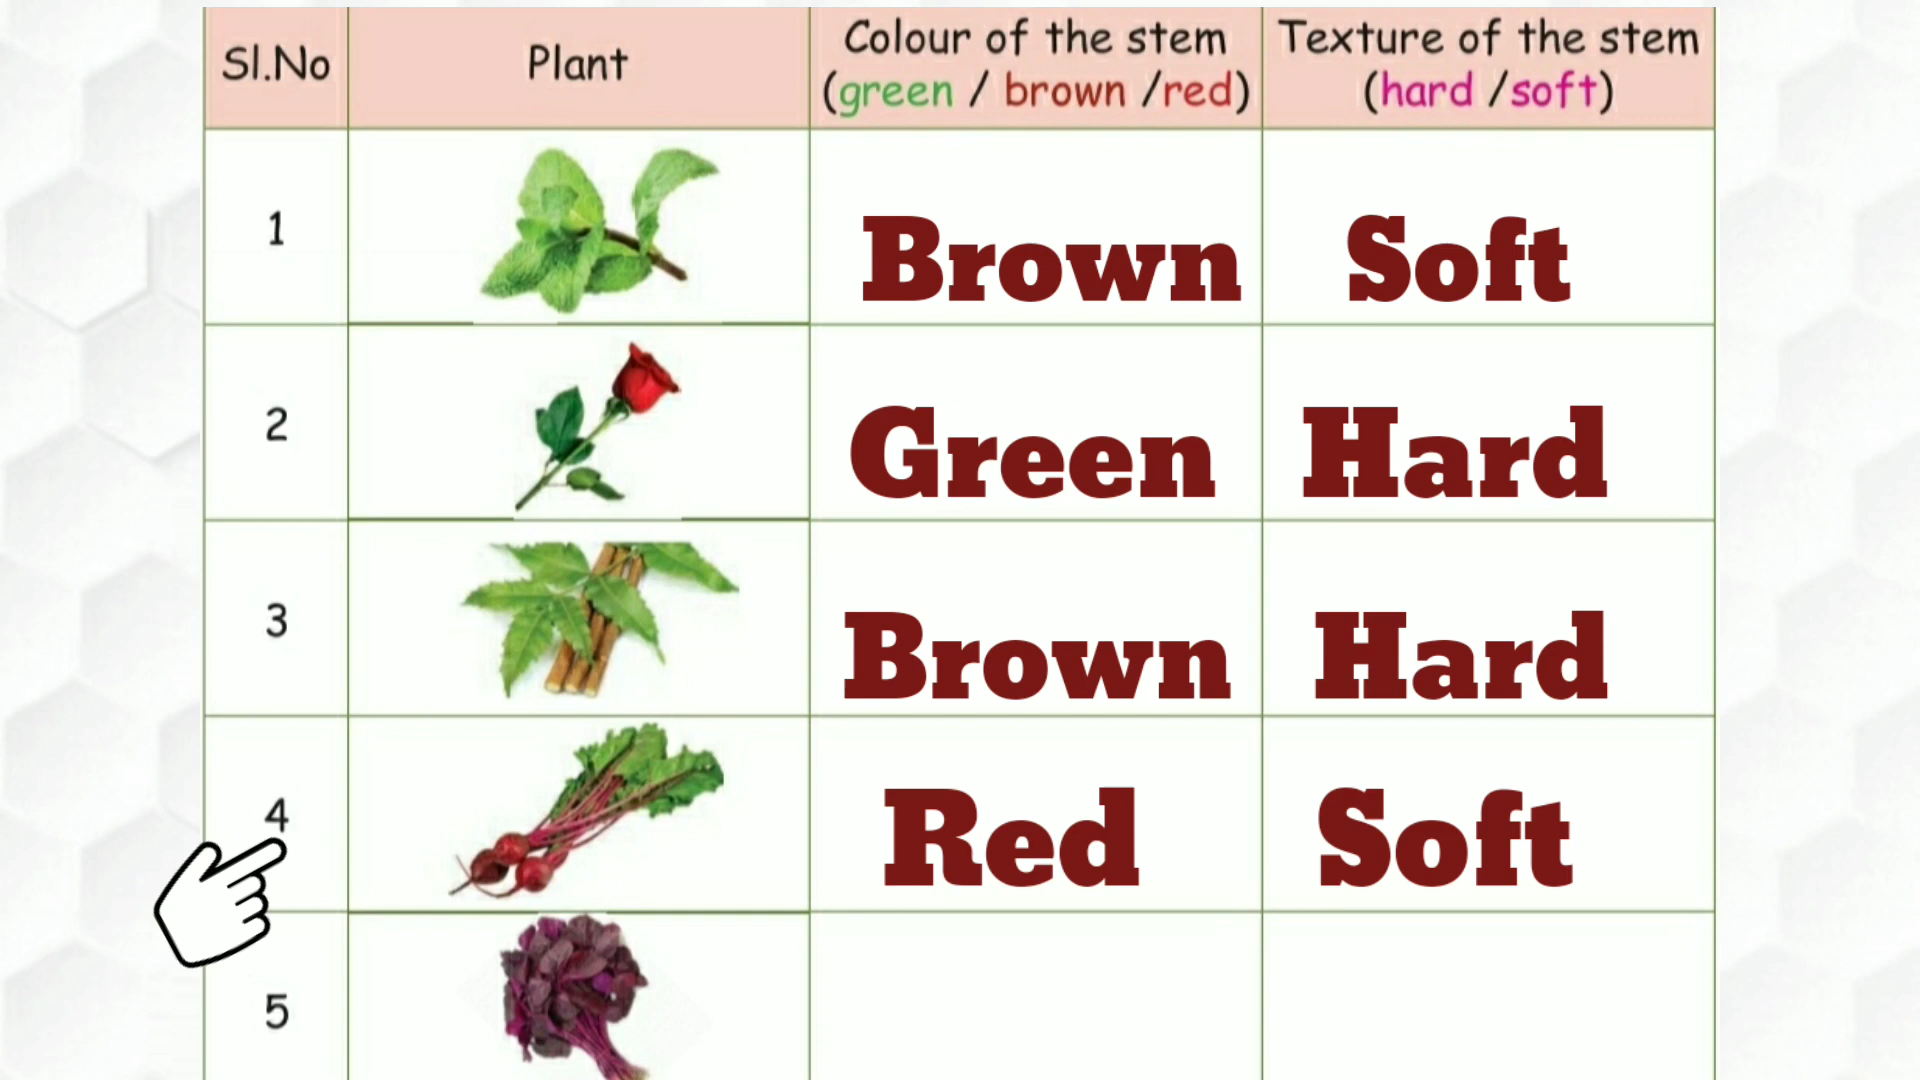 Sl.No
Plant
Colour of the stem
(green / brown /red)
Texture of the stem
(hard /soft)
1
Brown
Soft
2
Green
Hard
3
Brown
Hard
4
Red
Soft
5